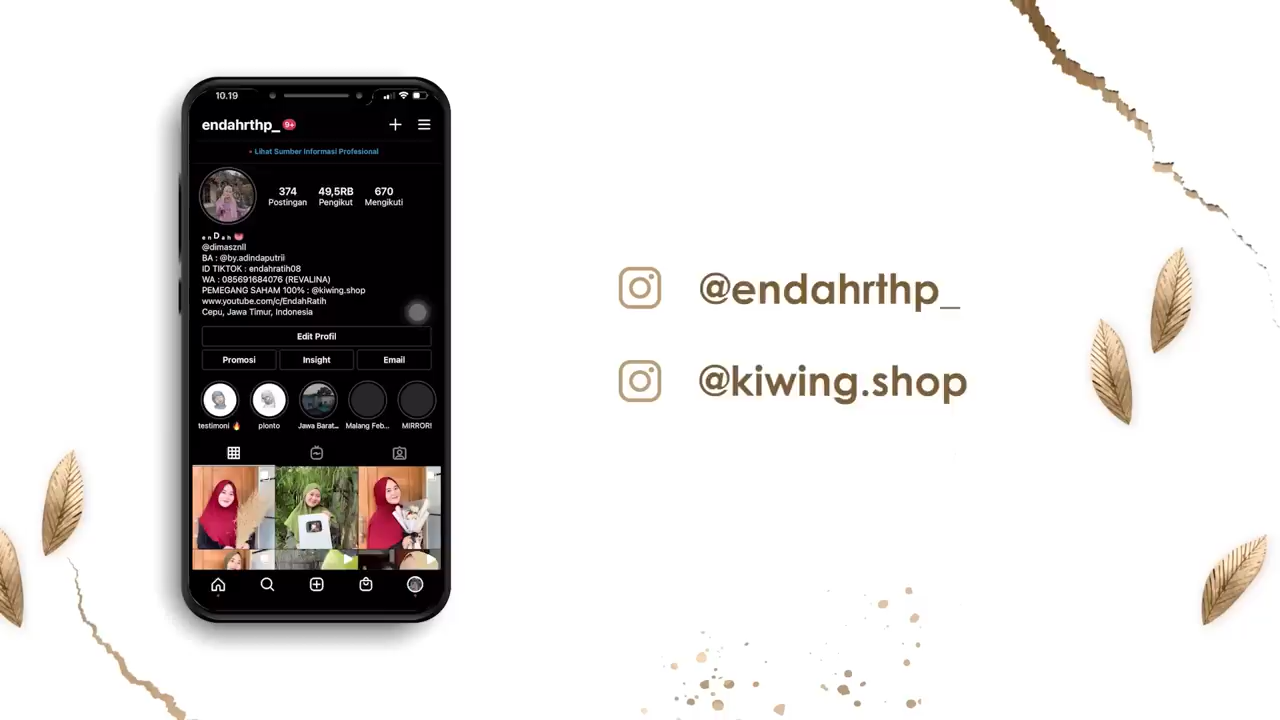 10.19
endahrthp_ 9+
• Lihat Sumber Informasi Profesional
374 49,5RB 670
Postingan Pengikut Mengikuti
ₑ ₙ D ₐ ₕ
@dimasznll
BA : @by.adindaputrii
ID TIKTOK : endahratih08
WA : 085691684076 (REVALINA)
PEMEGANG SAHAM 100% : @kiwing.shop
www.youtube.com/c/EndahRatih
Cepu, Jawa Timur, Indonesia
Edit Profil
Promosi Insight Email
testimoni plonto Jawa Barat... Malang Feb... MIRROR!
@endahrthp_
@kiwing.shop